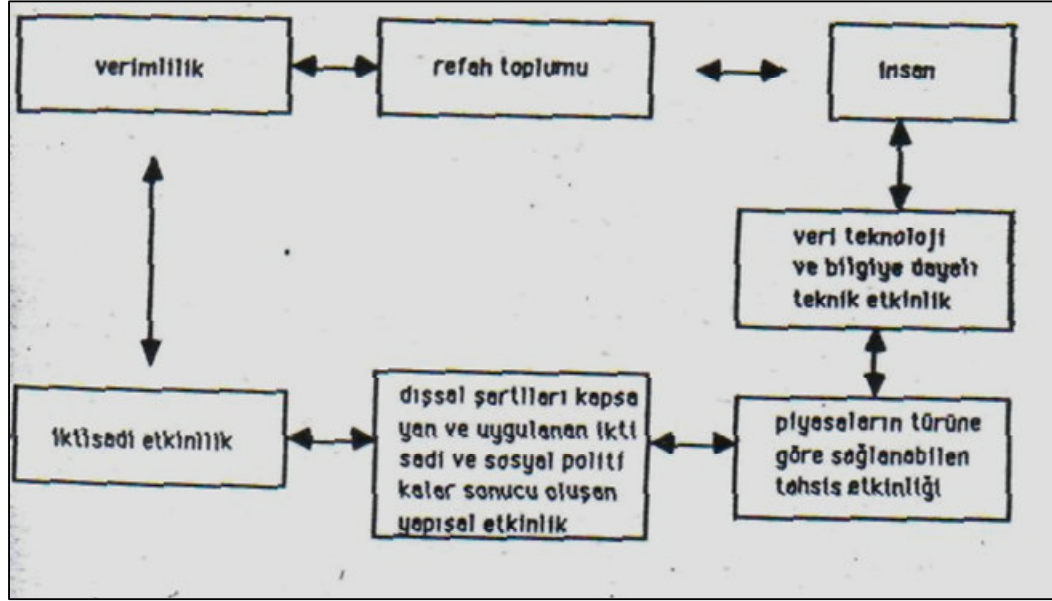 verimlilik
refah toplumu
insan
veri teknoloji
ve bilgiye dayalı
teknik etkinlik
iktisadi etkinlik
dışsal şartları kapsa
yan ve uygulanan ikti
sadi ve sosyal politi
kalar sonucu oluşan
yapısal etkinlik
piyasaların türüne
göre sağlanabilen
tahsis etkinliği